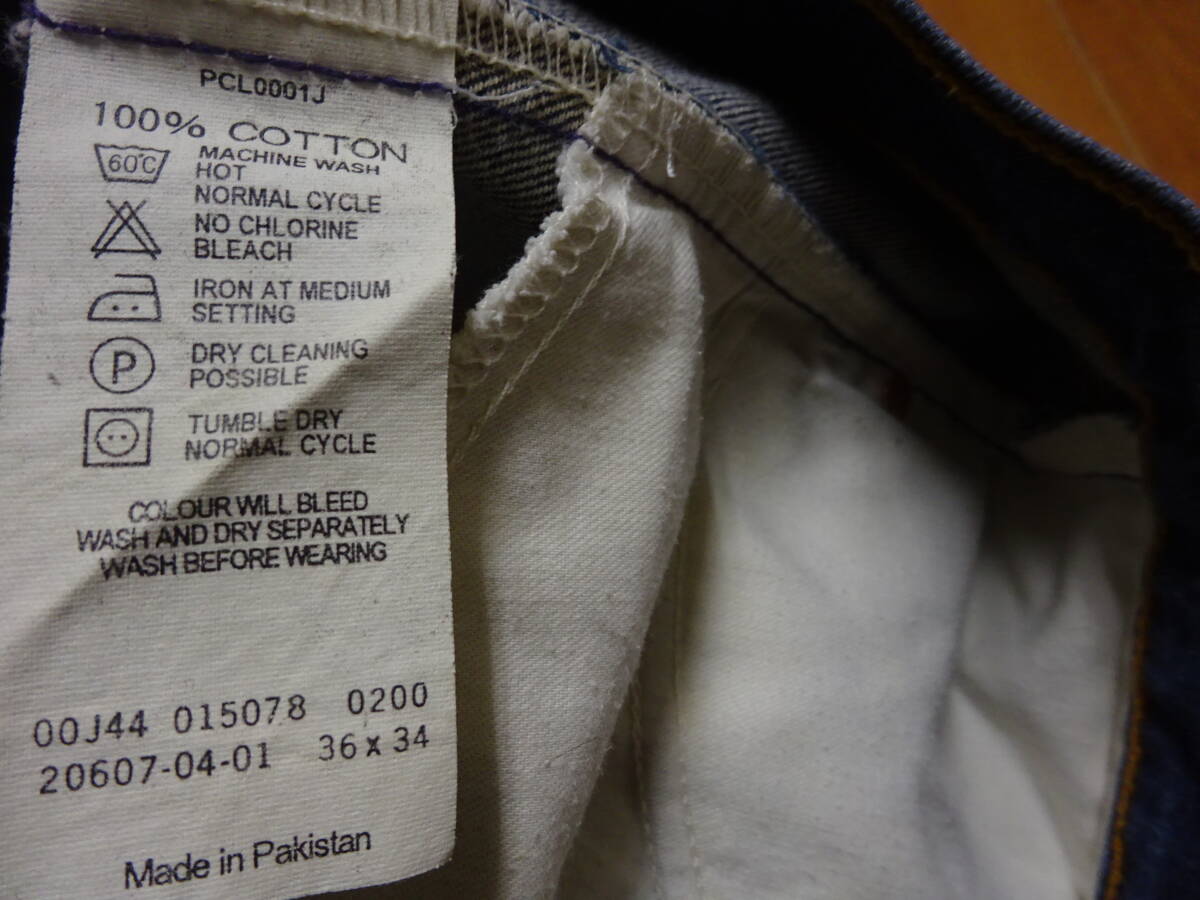 PCL0001J
100% COTTON
60°C MACHINE WASH
HOT
NORMAL CYCLE
NO CHLORINE
BLEACH
IRON AT MEDIUM
SETTING
P DRY CLEANING
POSSIBLE
TUMBLE DRY
NORMAL CYCLE
COLOUR WILL BLEED
WASH AND DRY SEPARATELY
WASH BEFORE WEARING
00J44 015078 0200
20607-04-01 36 x 34
Made in Pakistan